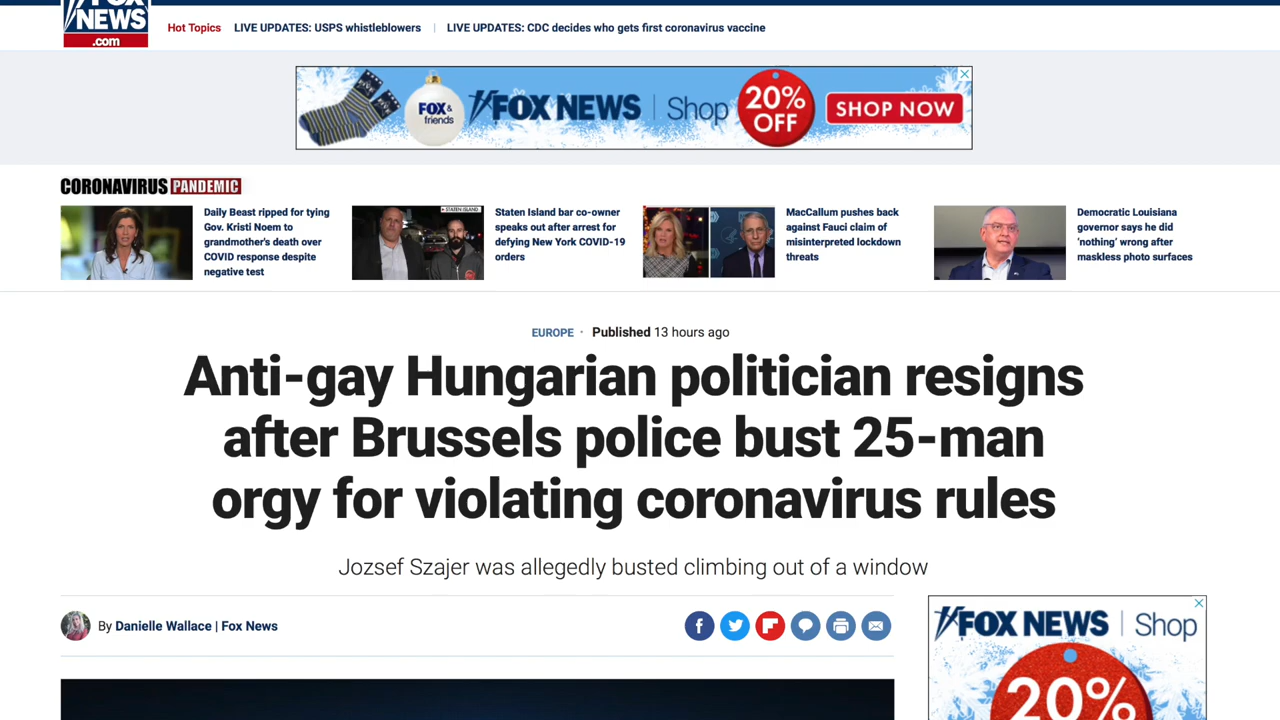 FOX
NEWS
.com
Hot Topics LIVE UPDATES: USPS whistleblowers LIVE UPDATES: CDC decides who gets first coronavirus vaccine
FOX &
friends
FOX NEWS Shop
20%
OFF
SHOP NOW
CORONAVIRUS PANDEMIC
Daily Beast ripped for tying
Gov. Kristi Noem to
grandmother's death over
COVID response despite
negative test
STATEN ISLAND
Staten Island bar co-owner
speaks out after arrest for
defying New York COVID-19
orders
MacCallum pushes back
against Fauci claim of
misinterpreted lockdown
threats
Democratic Louisiana
governor says he did
'nothing' wrong after
maskless photo surfaces
EUROPE · Published 13 hours ago
Anti-gay Hungarian politician resigns
after Brussels police bust 25-man
orgy for violating coronavirus rules
Jozsef Szajer was allegedly busted climbing out of a window
By Danielle Wallace | Fox News
FOX NEWS Shop
20%